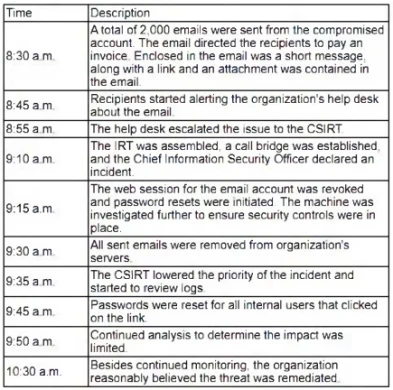 Time Description
8:30 a.m. A total of 2,000 emails were sent from the compromised
account. The email directed the recipients to pay an
invoice. Enclosed in the email was a short message,
along with a link and an attachment was contained in
the email.
8:45 a.m. Recipients started alerting the organization's help desk
about the email.
8:55 a.m. The help desk escalated the issue to the CSIRT.
9:10 a.m. The IRT was assembled, a call bridge was established,
and the Chief Information Security Officer declared an
incident.
9:15 a.m. The web session for the email account was revoked
and password resets were initiated. The machine was
investigated further to ensure security controls were in
place.
9:30 a.m. All sent emails were removed from organization's
servers.
9:35 a.m. The CSIRT lowered the priority of the incident and
started to review logs.
9:45 a.m. Passwords were reset for all internal users that clicked
on the link.
9:50 a.m. Continued analysis to determine the impact was
limited.
10:30 a.m. Besides continued monitoring, the organization
reasonably believed the threat was remediated.